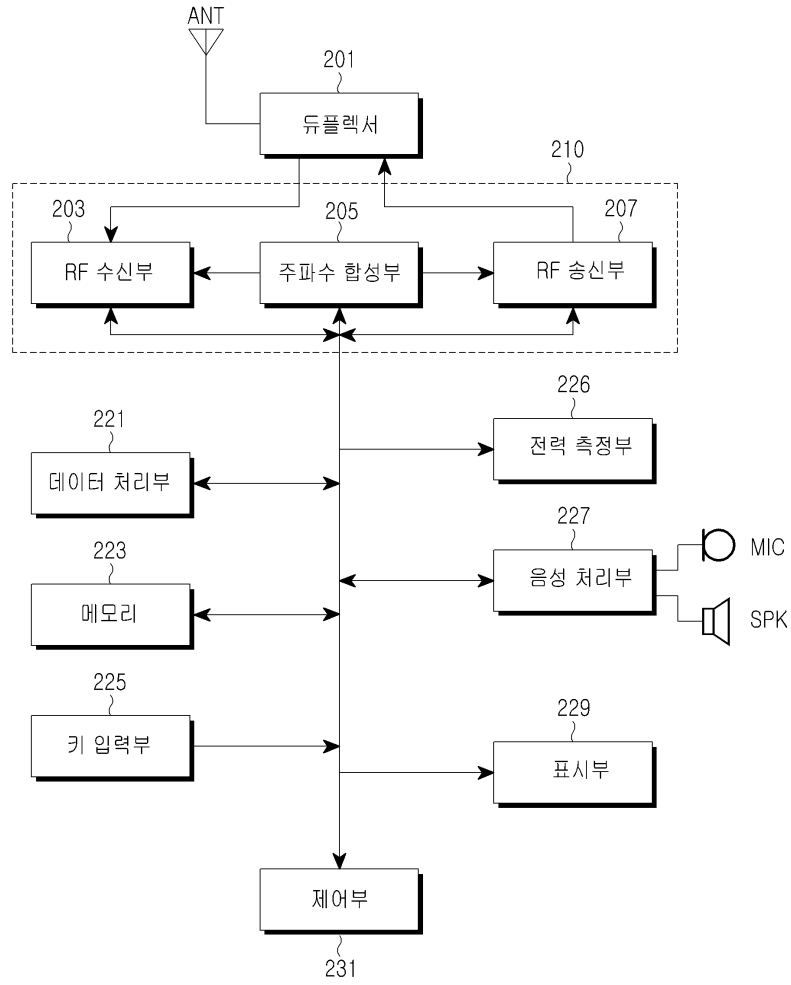 ANT
201
듀플렉서
210
203
205
207
RF 수신부
주파수 합성부
RF 송신부
221
226
데이터 처리부
전력 측정부
223
227
메모리
음성 처리부
MIC
SPK
225
229
키 입력부
표시부
제어부
231